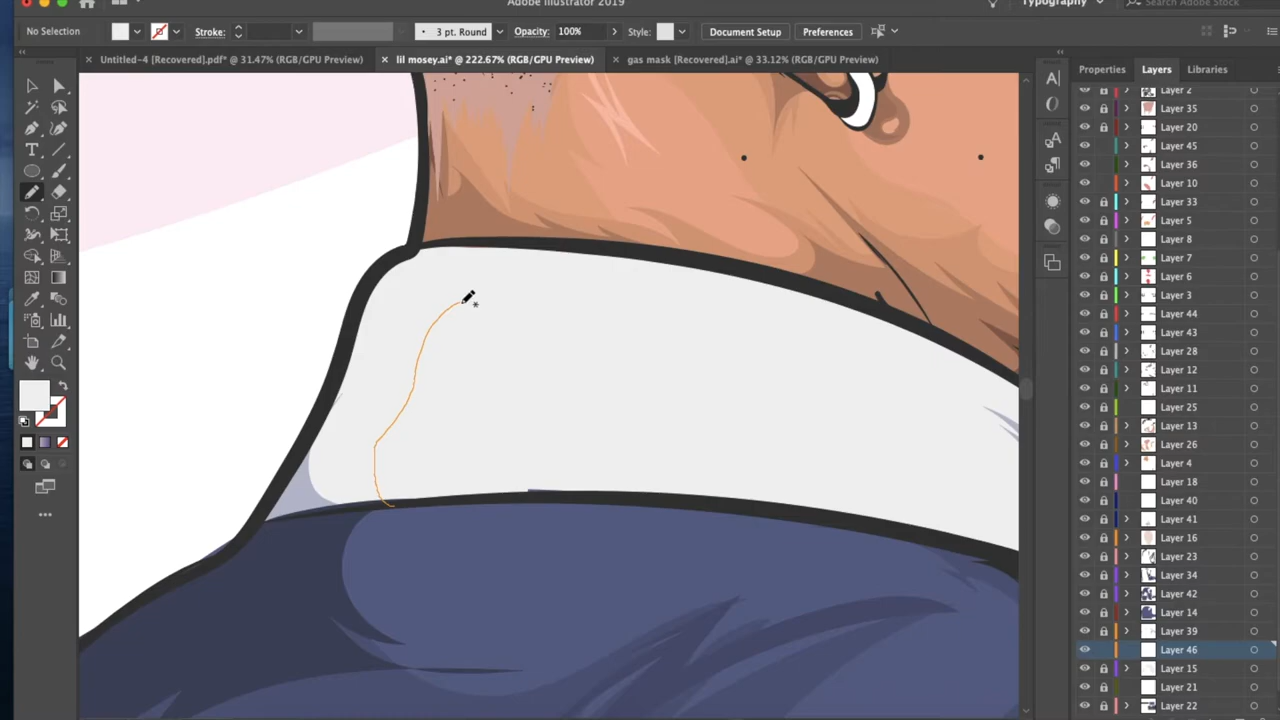 Adobe Illustrator 2019
Typography
Search Adobe Stock
No Selection
Stroke:
3 pt. Round
Opacity: 100%
Style:
Document Setup
Preferences
Untitled-4 [Recovered].pdf* @ 31.47% (RGB/GPU Preview)
lil mosey.ai* @ 222.67% (RGB/GPU Preview)
gas mask [Recovered].ai* @ 33.12% (RGB/GPU Preview)
Properties
Layers
Libraries
Layer 2
Layer 35
Layer 20
Layer 45
Layer 36
Layer 10
Layer 33
Layer 5
Layer 8
Layer 7
Layer 6
Layer 3
Layer 44
Layer 43
Layer 28
Layer 12
Layer 11
Layer 25
Layer 13
Layer 26
Layer 4
Layer 18
Layer 40
Layer 41
Layer 16
Layer 23
Layer 34
Layer 42
Layer 14
Layer 39
Layer 46
Layer 15
Layer 21
Layer 22